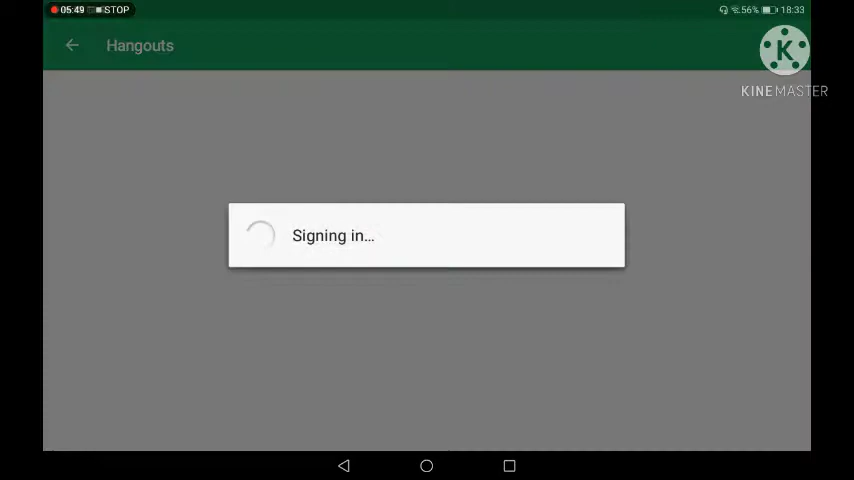 05:49 STOP
56% 18:33
Hangouts
K
KINEMASTER
Signing in...